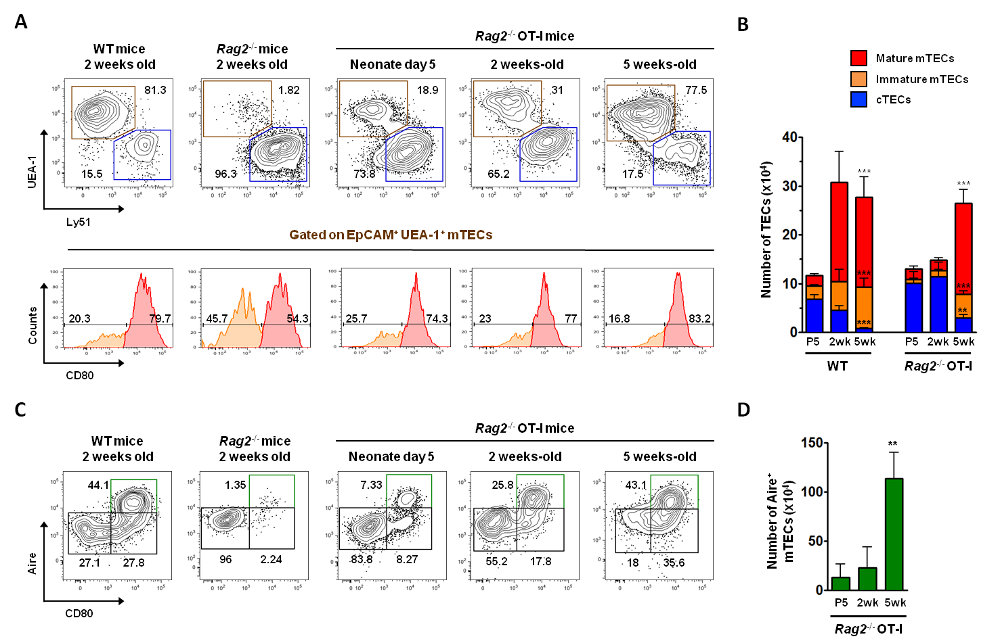 A
Rag2-/- OT-I mice
WT mice
2 weeks old
Rag2-/- mice
2 weeks old
Neonate day 5
2 weeks-old
5 weeks-old
81.3
1.82
18.9
31
77.5
15.5
96.3
73.8
65.2
17.5
UEA-1
Ly51
Gated on EpCAM+ UEA-1+ mTECs
20.3
79.7
45.7
54.3
25.7
74.3
23
77
16.8
83.2
Counts
CD80
B
Mature mTECs
Immature mTECs
cTECs
Number of TECs (x10⁴)
40
30
20
10
0
***
***
***
***
***
**
P5 2wk 5wk
P5 2wk 5wk
WT
Rag2-/- OT-I
C
Rag2-/- OT-I mice
WT mice
2 weeks old
Rag2-/- mice
2 weeks old
Neonate day 5
2 weeks-old
5 weeks-old
44.1
1.35
7.33
25.8
43.1
27.1
27.8
96
2.24
83.8
8.27
55.2
17.8
18
35.6
Aire
CD80
D
Number of Aire+
mTECs (x10⁴)
150
100
50
0
**
P5 2wk 5wk
Rag2-/- OT-I